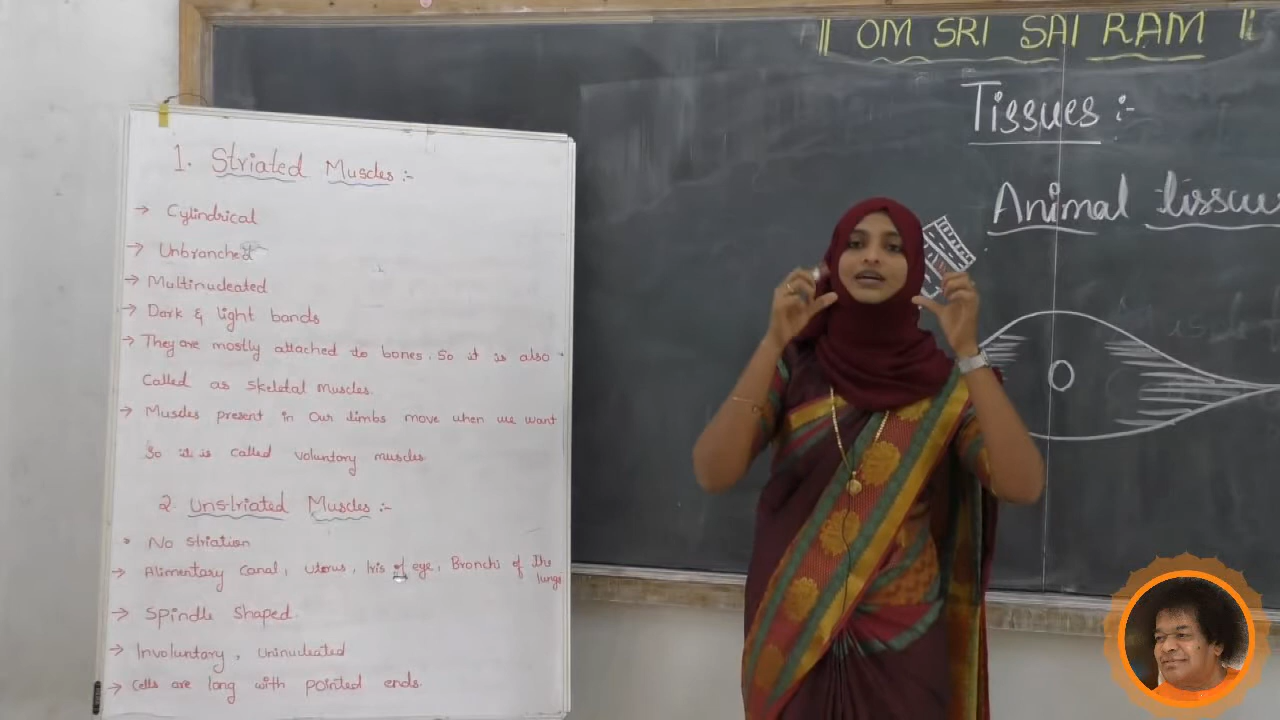 || OM SRI SAI RAM ||
Tissues :-
Animal tissues
1. Striated Muscles :-
→ Cylindrical
→ Unbranched
→ Multinucleated
→ Dark & light bands
→ They are mostly attached to bones. So it is also
called as skeletal muscles.
→ Muscles present in our limbs move when we want
So it is called voluntary muscles
2. Unstriated Muscles :-
• No striation
→ Alimentary canal, uterus, Iris of eye, Bronchi of the
lungs
→ Spindle shaped
→ Involuntary, Uninucleated
→ Cells are long with pointed ends.